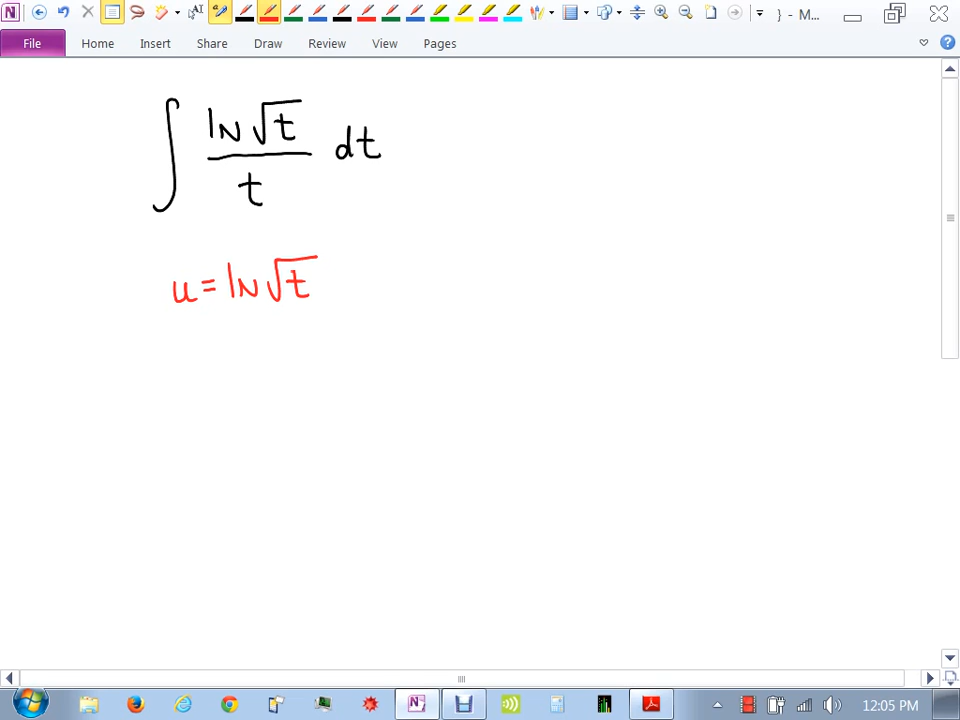 } - M...
File Home Insert Share Draw Review View Pages
∫ ln √t / t dt
u = ln √t
12:05 PM